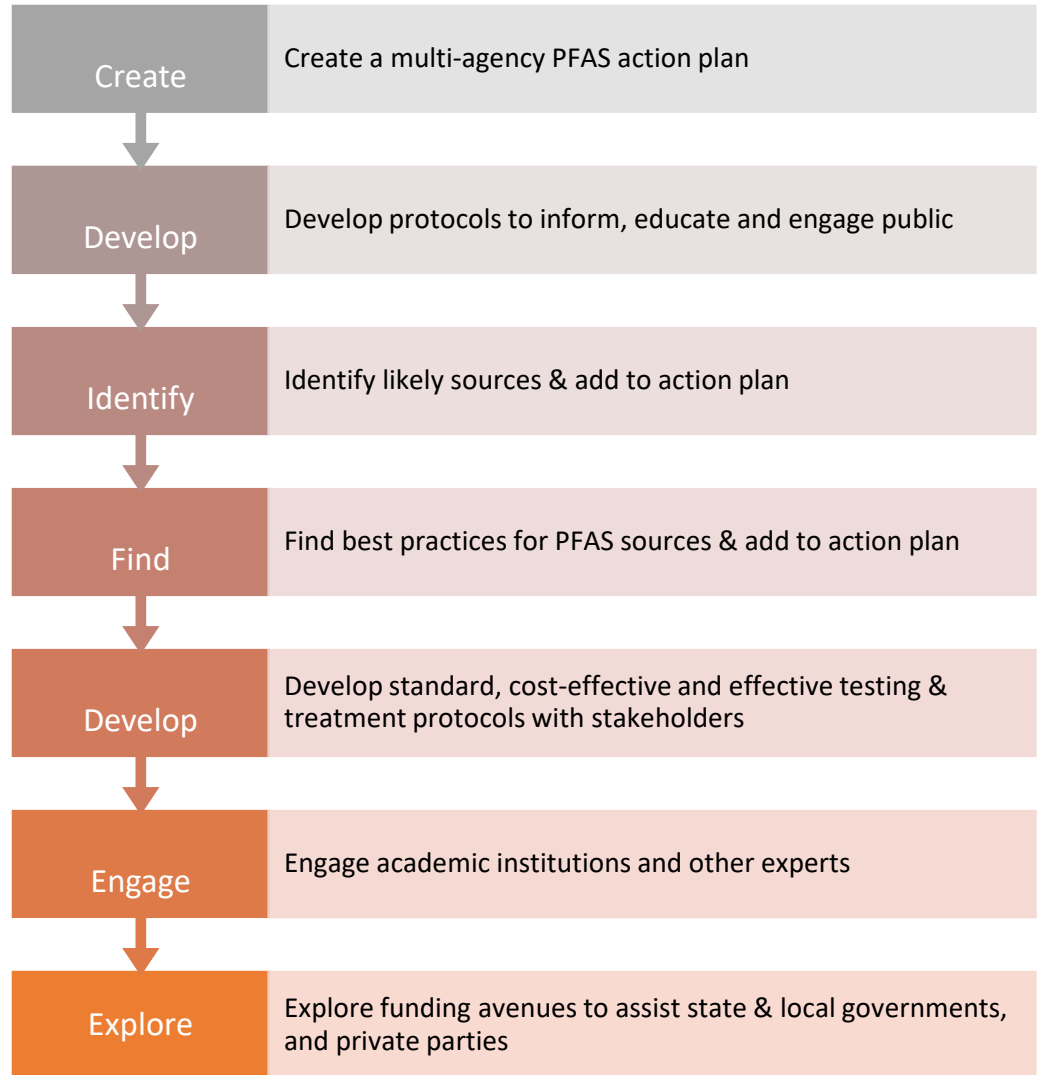 Create
Create a multi-agency PFAS action plan
Develop
Develop protocols to inform, educate and engage public
Identify
Identify likely sources & add to action plan
Find
Find best practices for PFAS sources & add to action plan
Develop
Develop standard, cost-effective and effective testing &
treatment protocols with stakeholders
Engage
Engage academic institutions and other experts
Explore
Explore funding avenues to assist state & local governments,
and private parties